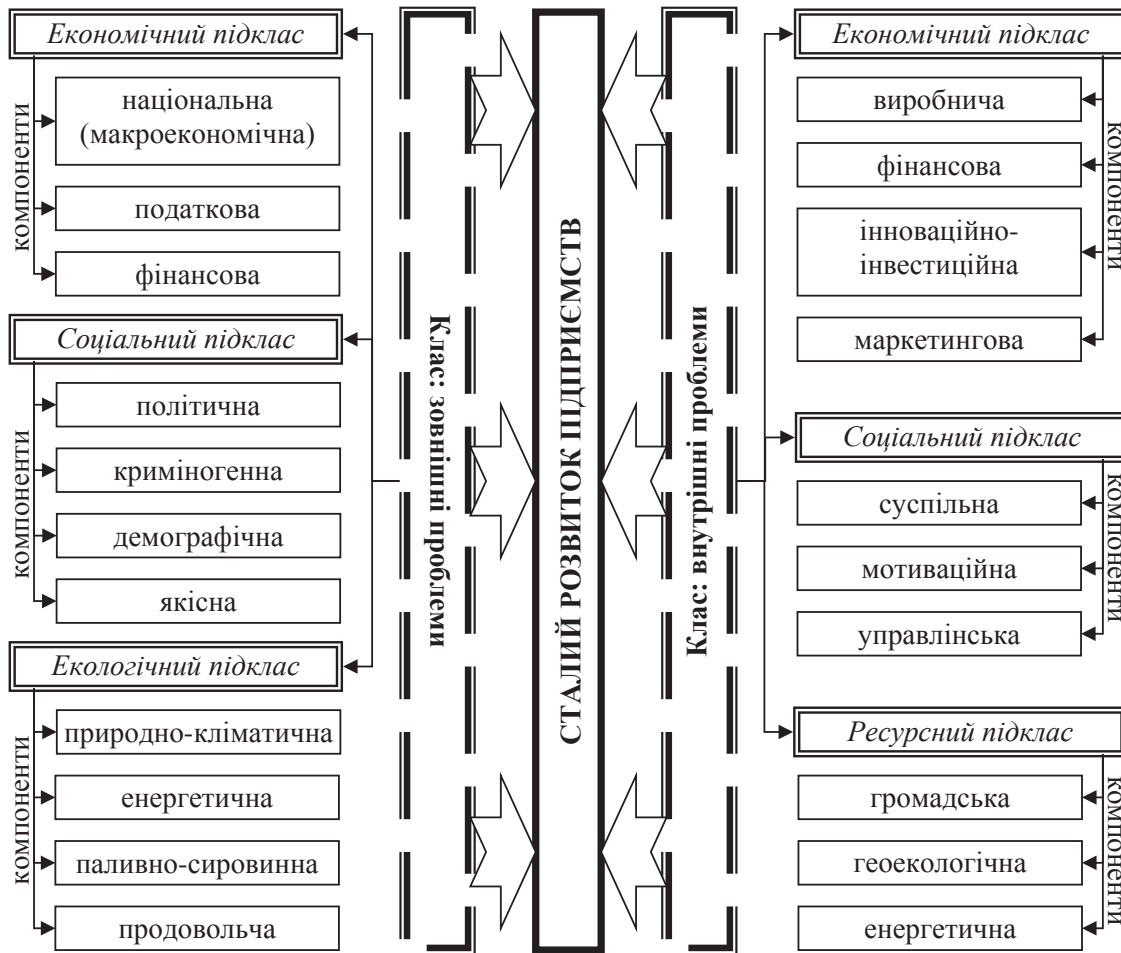 Економічний підклас
компоненти
національна
(макроекономічна)
податкова
фінансова
Соціальний підклас
компоненти
політична
криміногенна
демографічна
якісна
Екологічний підклас
компоненти
природно-кліматична
енергетична
паливно-сировинна
продовольча
Клас: зовнішні проблеми
СТАЛИЙ РОЗВИТОК ПІДПРИЄМСТВ
Клас: внутрішні проблеми
Економічний підклас
компоненти
виробнича
фінансова
інноваційно-
інвестиційна
маркетингова
Соціальний підклас
компоненти
суспільна
мотиваційна
управлінська
Ресурсний підклас
компоненти
громадська
геоекологічна
енергетична